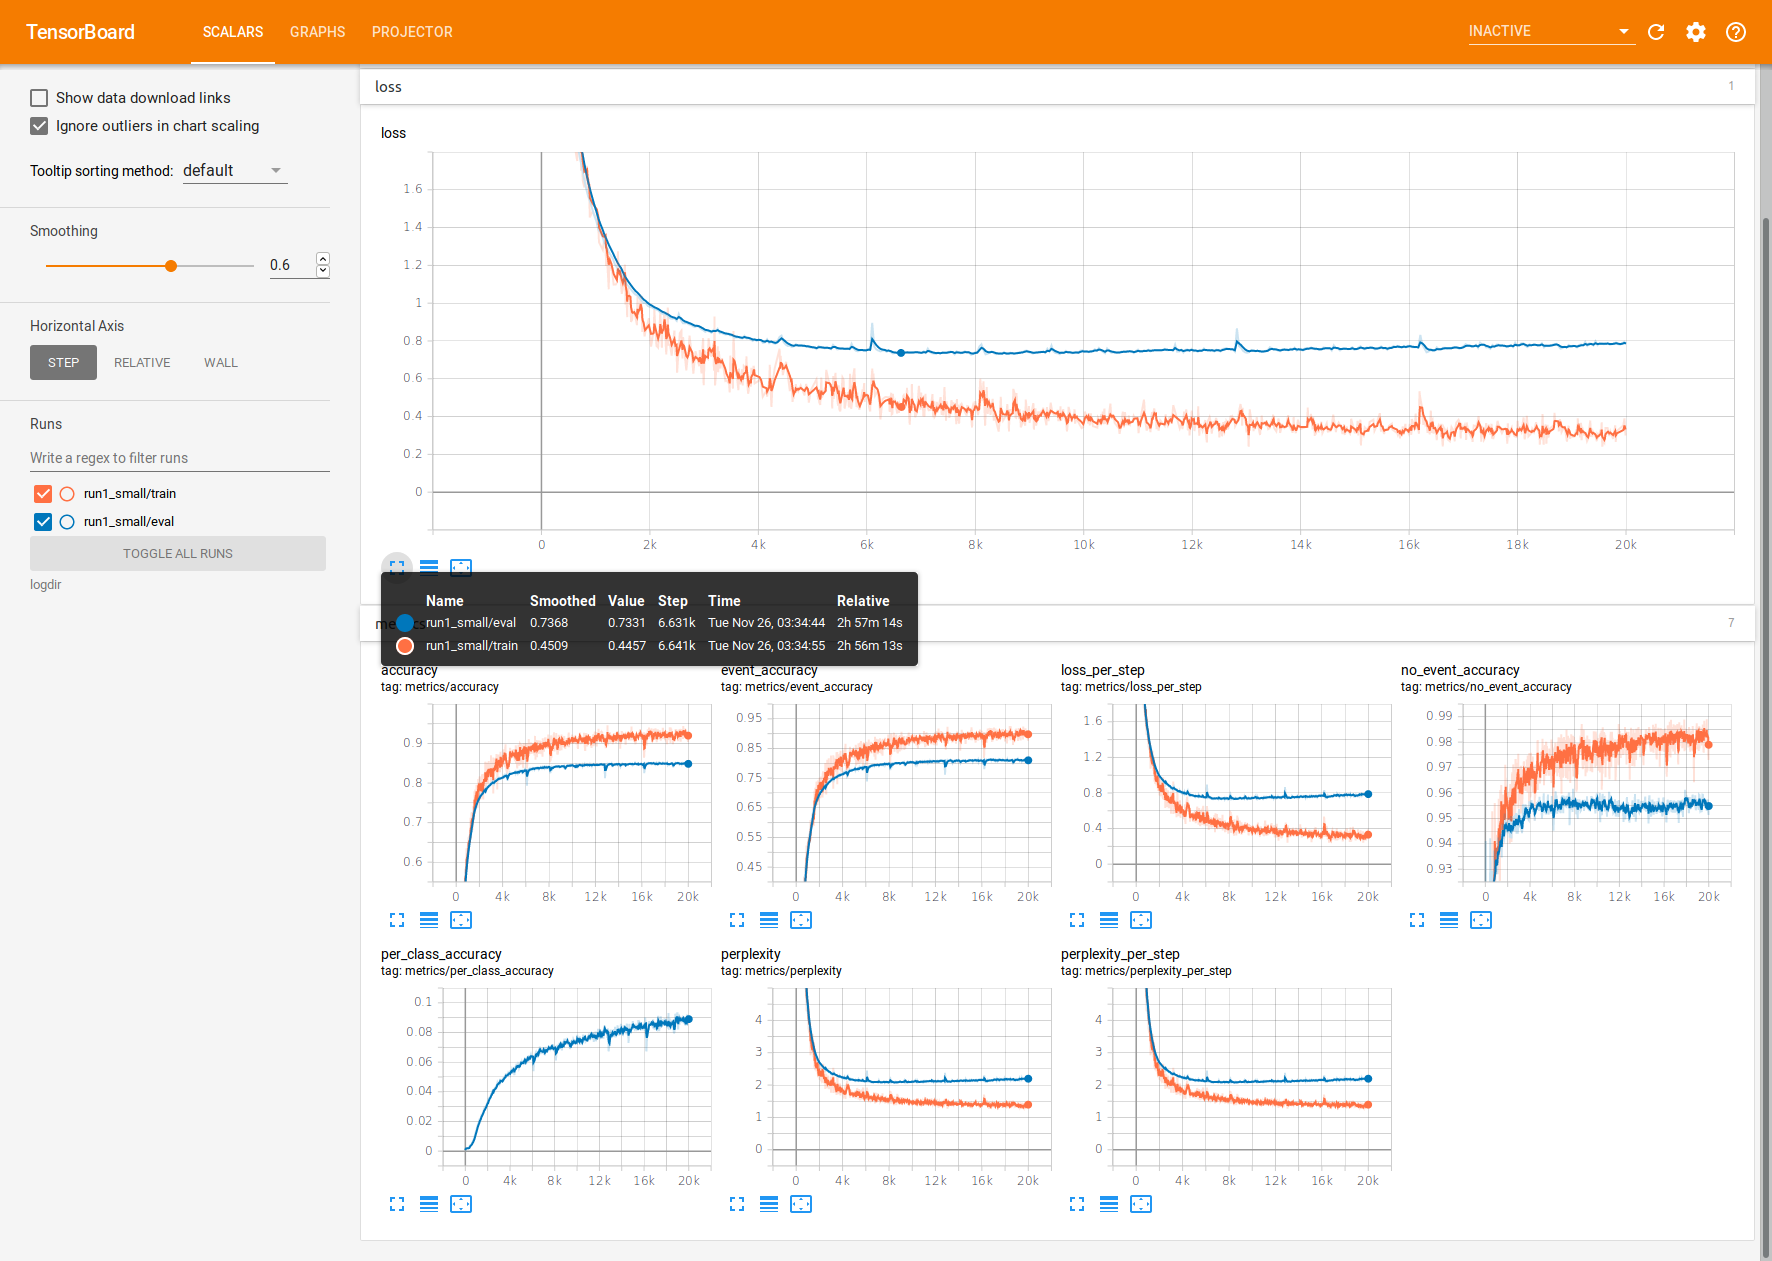 TensorBoard SCALARS GRAPHS PROJECTOR INACTIVE
Show data download links
Ignore outliers in chart scaling
Tooltip sorting method: default
Smoothing
0.6
Horizontal Axis
STEP RELATIVE WALL
Runs
Write a regex to filter runs
run1_small/train
run1_small/eval
TOGGLE ALL RUNS
logdir
loss 1
loss
1.6
1.4
1.2
1
0.8
0.6
0.4
0.2
0
0 2k 4k 6k 8k 10k 12k 14k 16k 18k 20k
Name Smoothed Value Step Time Relative
run1_small/eval 0.7368 0.7331 6.631k Tue Nov 26, 03:34:44 2h 57m 14s
run1_small/train 0.4509 0.4457 6.641k Tue Nov 26, 03:34:55 2h 56m 13s
7
accuracy
tag: metrics/accuracy
0.9
0.8
0.7
0.6
0 4k 8k 12k 16k 20k
event_accuracy
tag: metrics/event_accuracy
0.95
0.85
0.75
0.65
0.55
0.45
0 4k 8k 12k 16k 20k
loss_per_step
tag: metrics/loss_per_step
1.6
1.2
0.8
0.4
0
0 4k 8k 12k 16k 20k
no_event_accuracy
tag: metrics/no_event_accuracy
0.99
0.98
0.97
0.96
0.95
0.94
0.93
0 4k 8k 12k 16k 20k
per_class_accuracy
tag: metrics/per_class_accuracy
0.1
0.08
0.06
0.04
0.02
0
0 4k 8k 12k 16k 20k
perplexity
tag: metrics/perplexity
4
3
2
1
0
0 4k 8k 12k 16k 20k
perplexity_per_step
tag: metrics/perplexity_per_step
4
3
2
1
0
0 4k 8k 12k 16k 20k